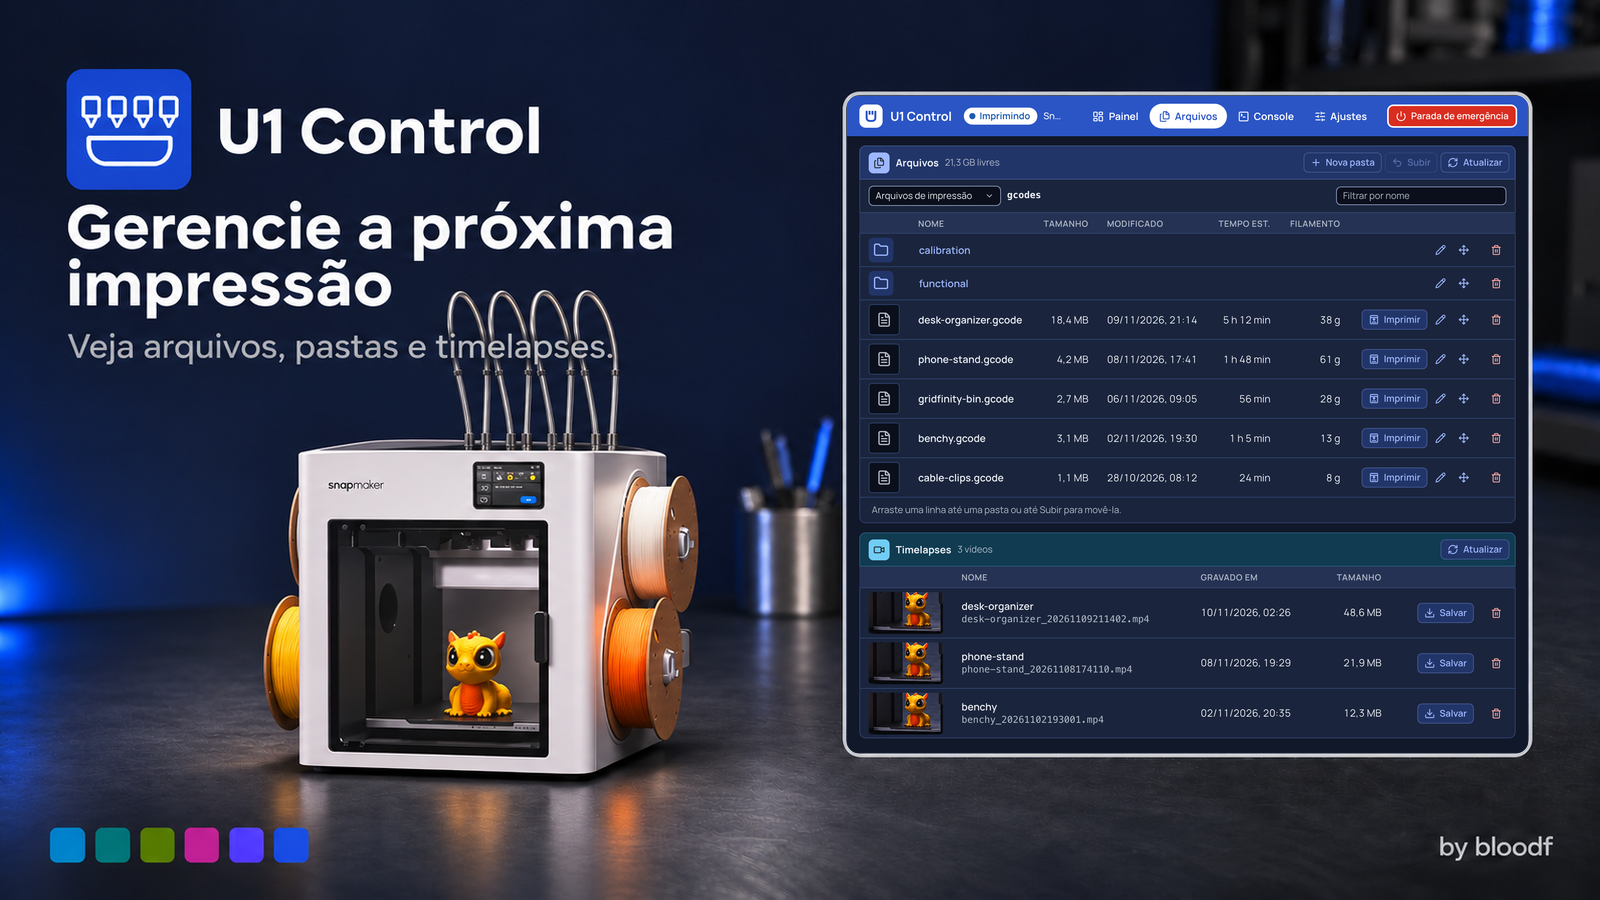 U1 Control
Gerencie a próxima
impressão
Veja arquivos, pastas e timelapses.
snapmaker
U1 Control
Imprimindo
Sn...
Painel
Arquivos
Console
Ajustes
Parada de emergência
Arquivos 21,3 GB livres
Nova pasta
Subir
Atualizar
Arquivos de impressão
gcodes
Filtrar por nome
NOME TAMANHO MODIFICADO TEMPO EST. FILAMENTO
calibration
functional
desk-organizer.gcode 18,4 MB 09/11/2026, 21:14 5 h 12 min 38 g Imprimir
phone-stand.gcode 4,2 MB 08/11/2026, 17:41 1 h 48 min 61 g Imprimir
gridfinity-bin.gcode 2,7 MB 06/11/2026, 09:05 56 min 28 g Imprimir
benchy.gcode 3,1 MB 02/11/2026, 19:30 1 h 5 min 13 g Imprimir
cable-clips.gcode 1,1 MB 28/10/2026, 08:12 24 min 8 g Imprimir
Arraste uma linha até uma pasta ou até Subir para movê-la.
Timelapses 3 vídeos
Atualizar
NOME GRAVADO EM TAMANHO
desk-organizer
desk-organizer_20261109211402.mp4
10/11/2026, 02:26 48,6 MB Salvar
phone-stand
phone-stand_20261108174110.mp4
08/11/2026, 19:29 21,9 MB Salvar
benchy
benchy_20261102193001.mp4
02/11/2026, 20:35 12,3 MB Salvar
by bloodf